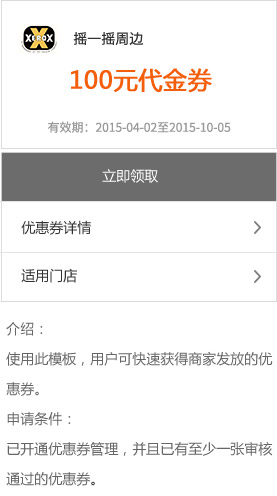 XEROX
摇一摇周边
100元代金券
有效期：2015-04-02至2015-10-05
立即领取
优惠券详情
适用门店
介绍：
使用此模板，用户可快速获得商家发放的优
惠券。
申请条件：
已开通优惠券管理，并且已有至少一张审核
通过的优惠券。